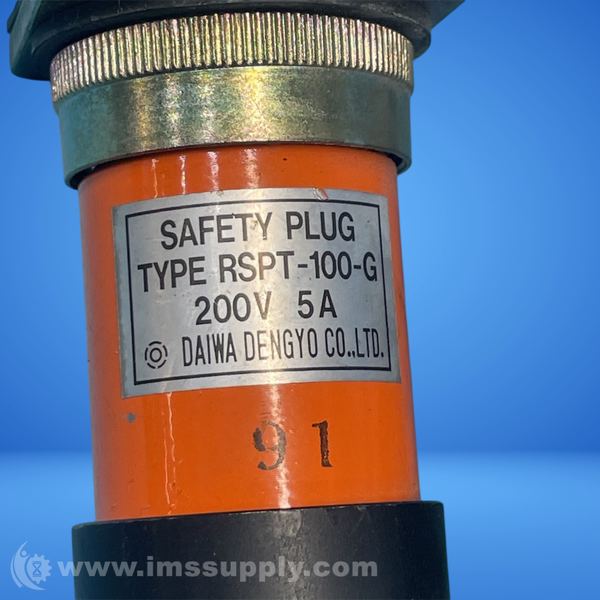 SAFETY PLUG
TYPE RSPT-100-G
200V 5A
DAIWA DENGYO CO.,LTD.
91
www.imssupply.com